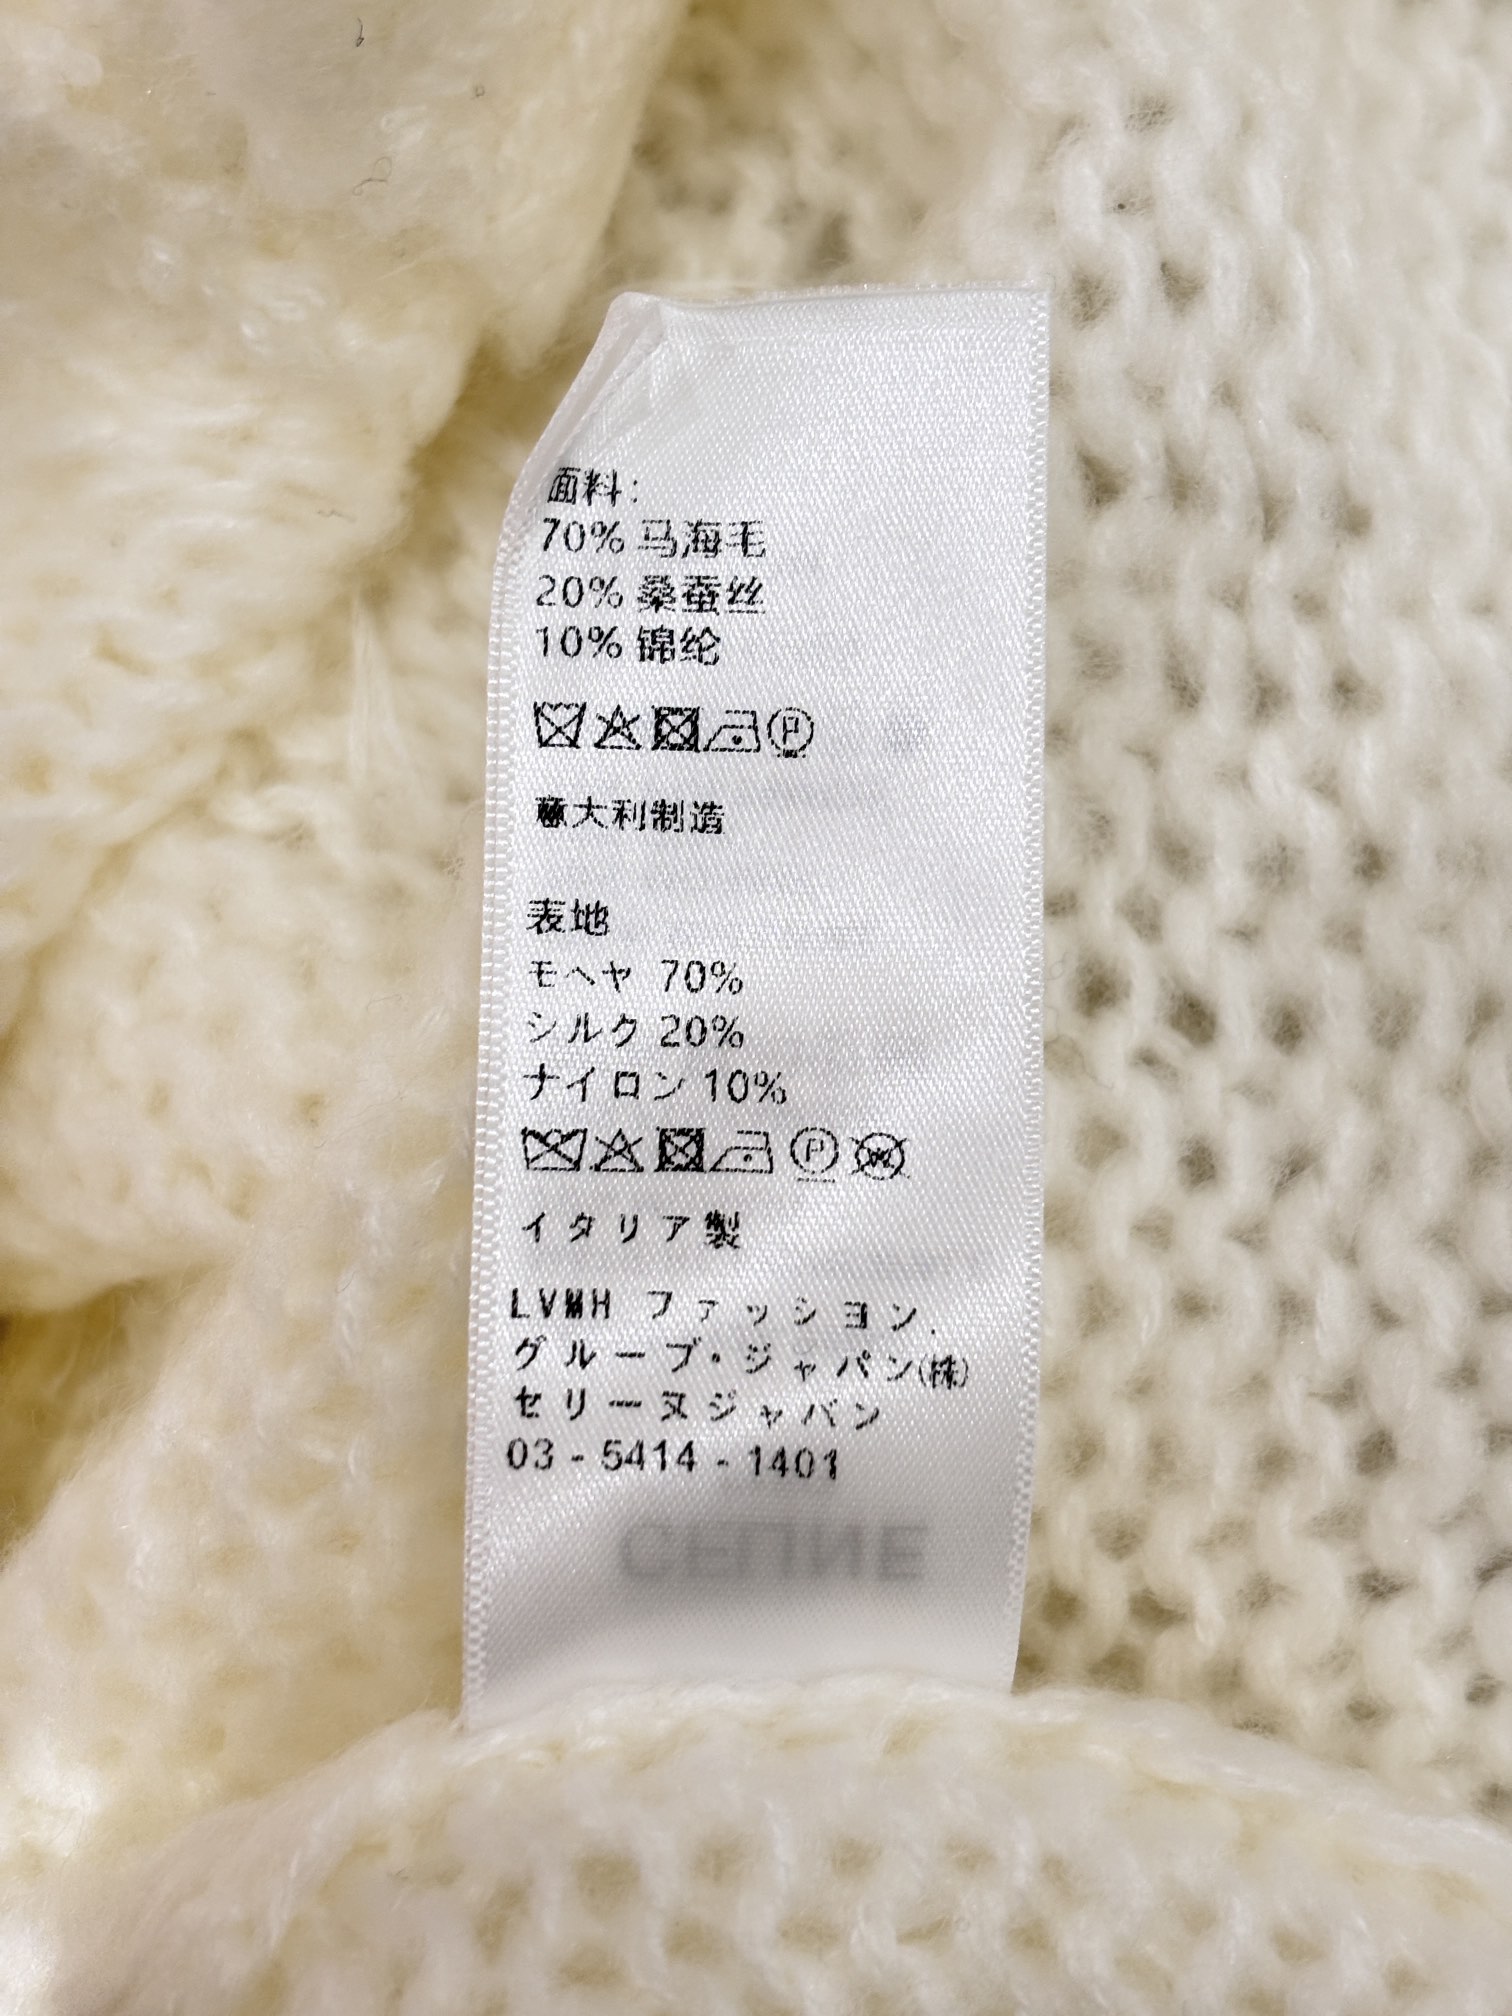 面料:
70% 马海毛
20% 桑蚕丝
10% 锦纶
P
意大利制造
表地
モヘヤ 70%
シルク 20%
ナイロン 10%
P W
イタリア製
LVMH ファッション.
グループ・ジャパン(株)
セリーヌジャパン
03 - 5414 - 1401
CELINE